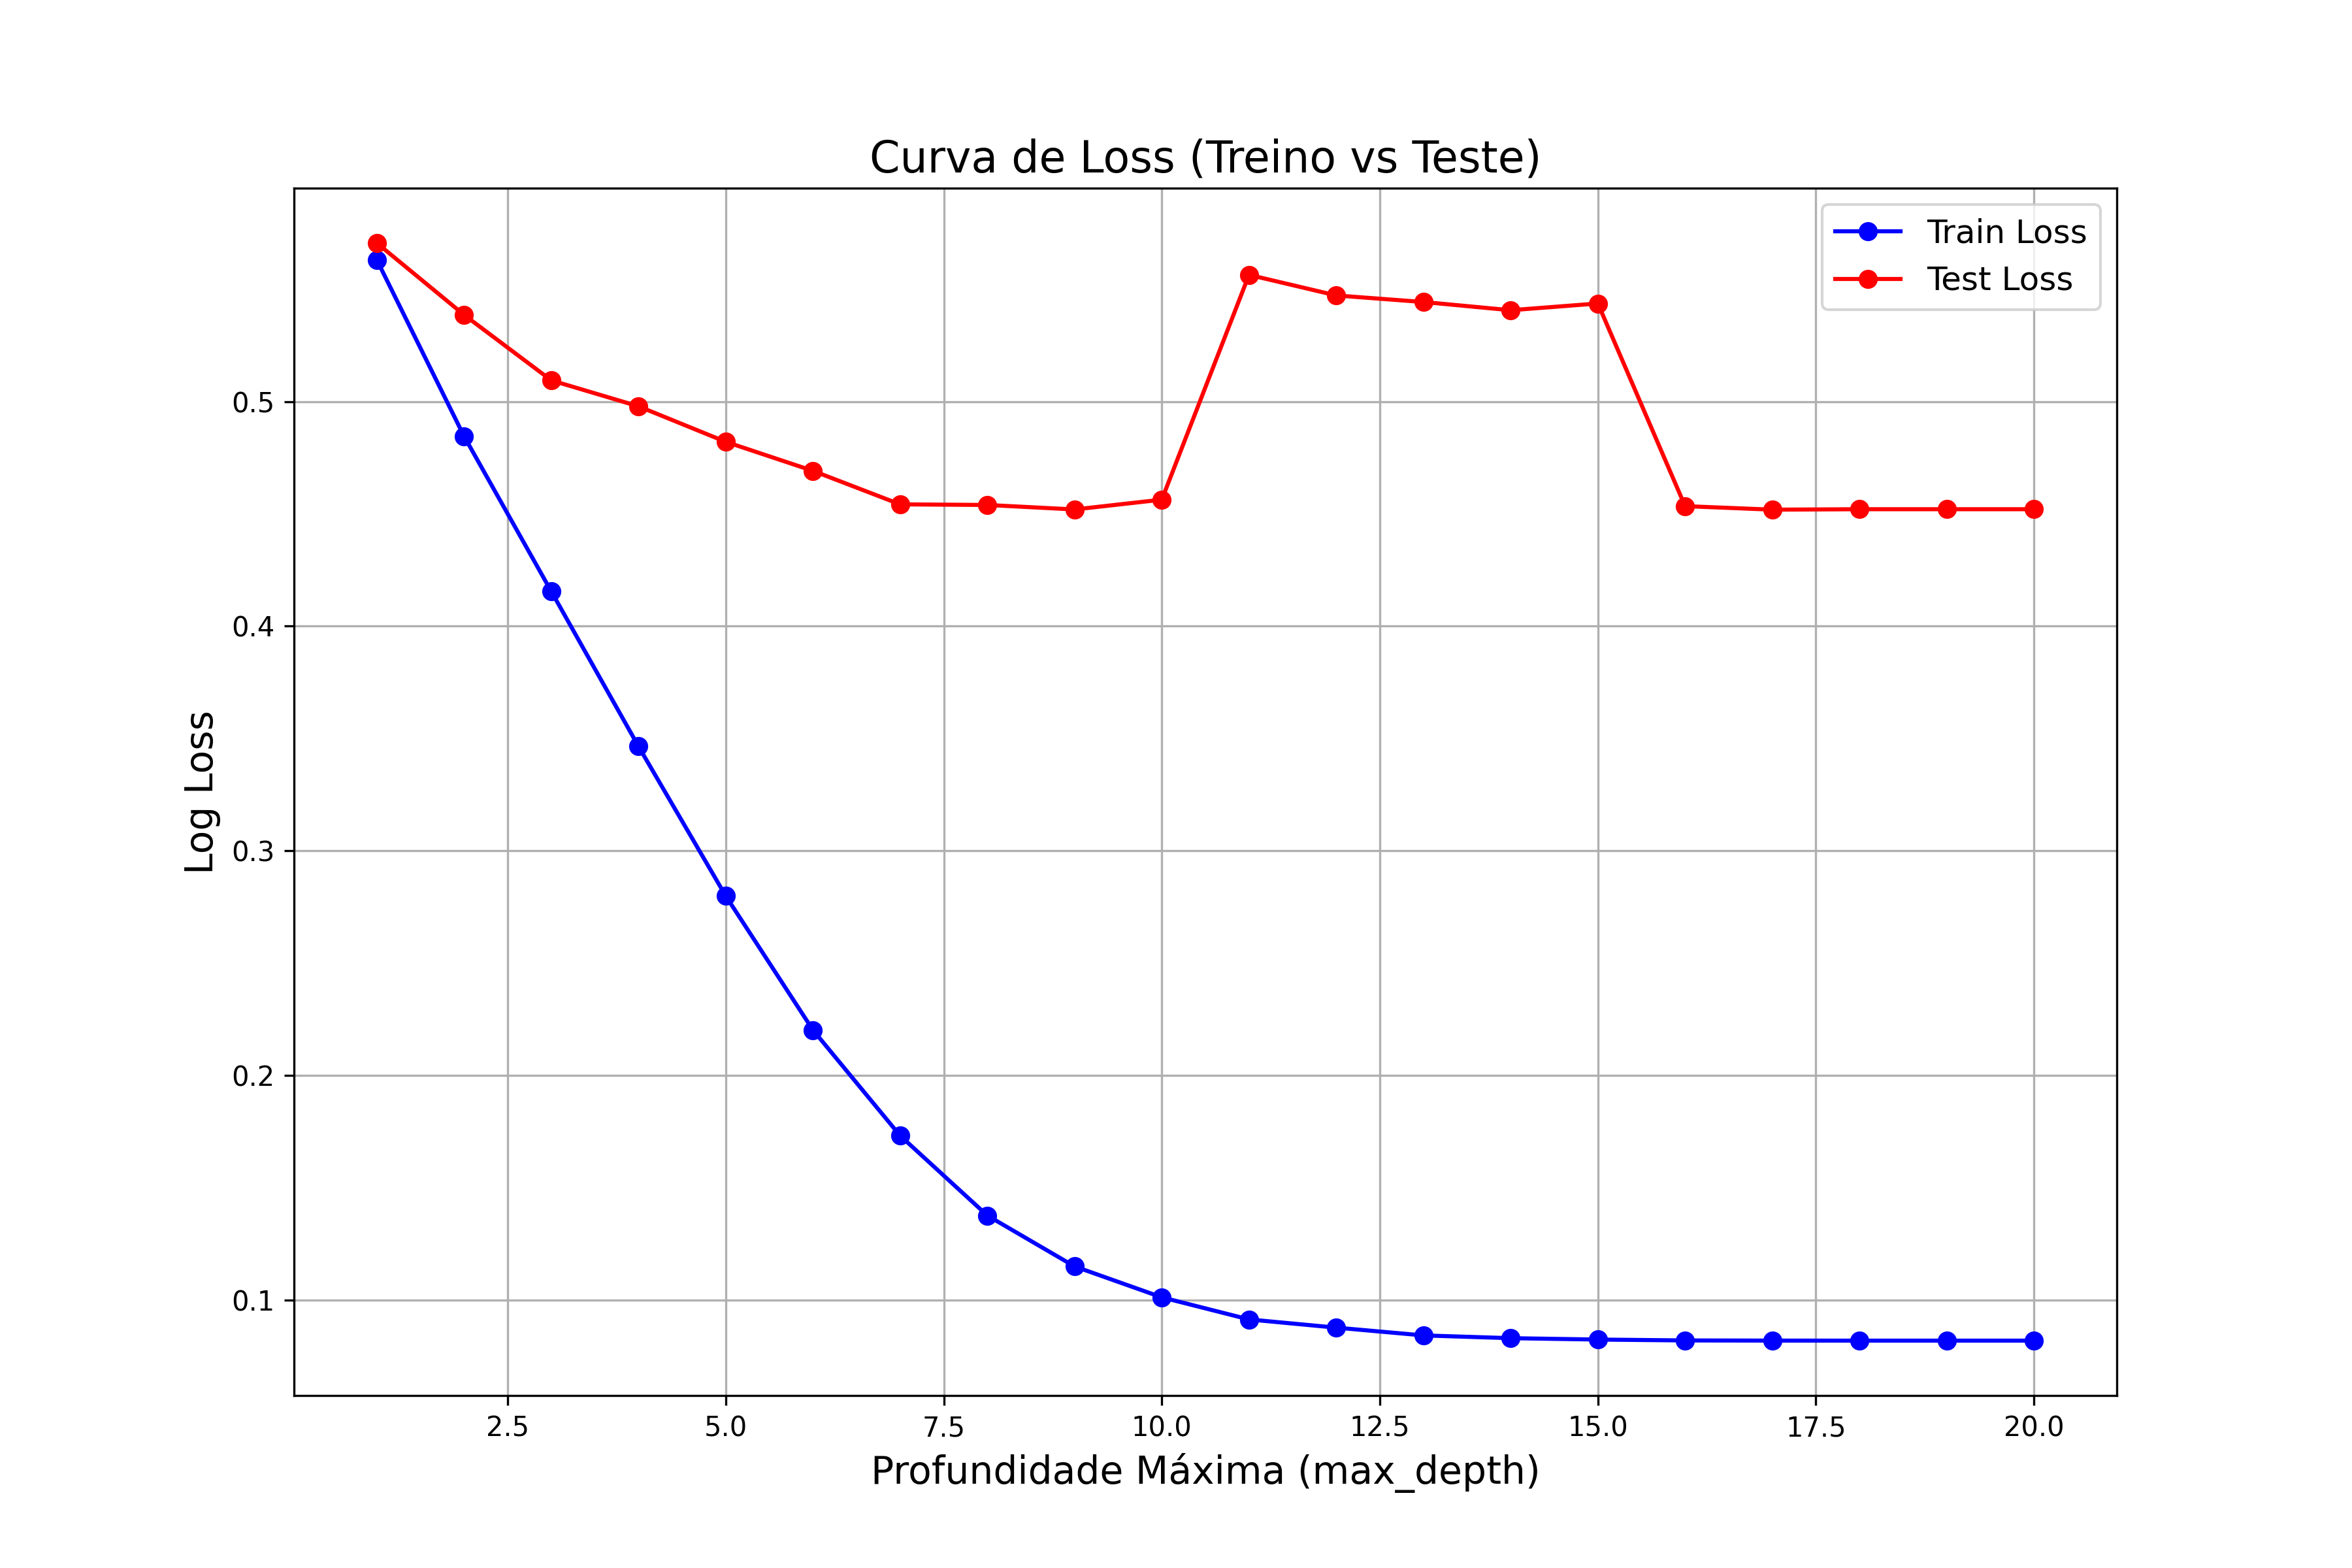 Curva de Loss (Treino vs Teste)
Train Loss
Test Loss
Log Loss
0.5
0.4
0.3
0.2
0.1
2.5 5.0 7.5 10.0 12.5 15.0 17.5 20.0
Profundidade Máxima (max_depth)